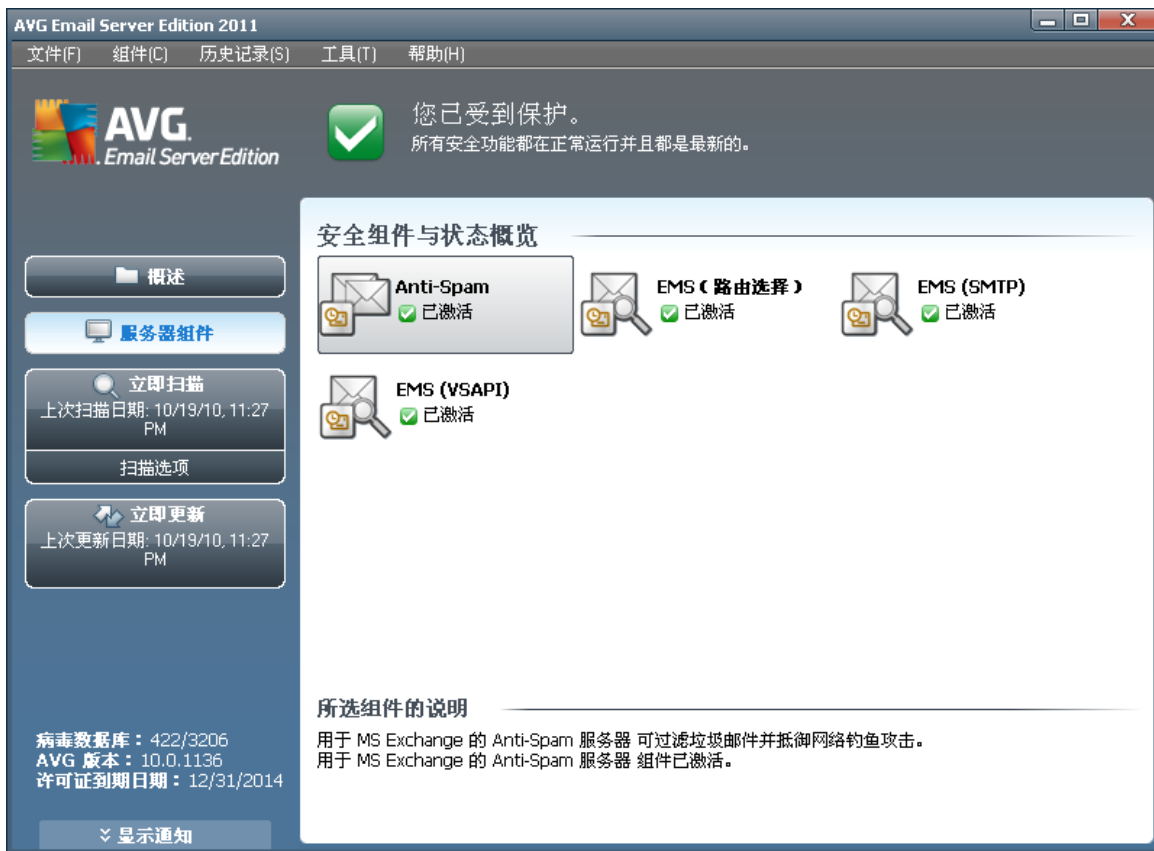 AVG Email Server Edition 2011
文件(F) 组件(C) 历史记录(S) 工具(T) 帮助(H)
AVG.
Email Server Edition
您已受到保护。
所有安全功能都在正常运行并且都是最新的。
概述
服务器组件
立即扫描
上次扫描日期: 10/19/10, 11:27
PM
扫描选项
立即更新
上次更新日期: 10/19/10, 11:27
PM
病毒数据库：422/3206
AVG 版本：10.0.1136
许可证到期日期：12/31/2014
显示通知
安全组件与状态概览
Anti-Spam
已激活
EMS（路由选择）
已激活
EMS (SMTP)
已激活
EMS (VSAPI)
已激活
所选组件的说明
用于 MS Exchange 的 Anti-Spam 服务器 可过滤垃圾邮件并抵御网络钓鱼攻击。
用于 MS Exchange 的 Anti-Spam 服务器 组件已激活。